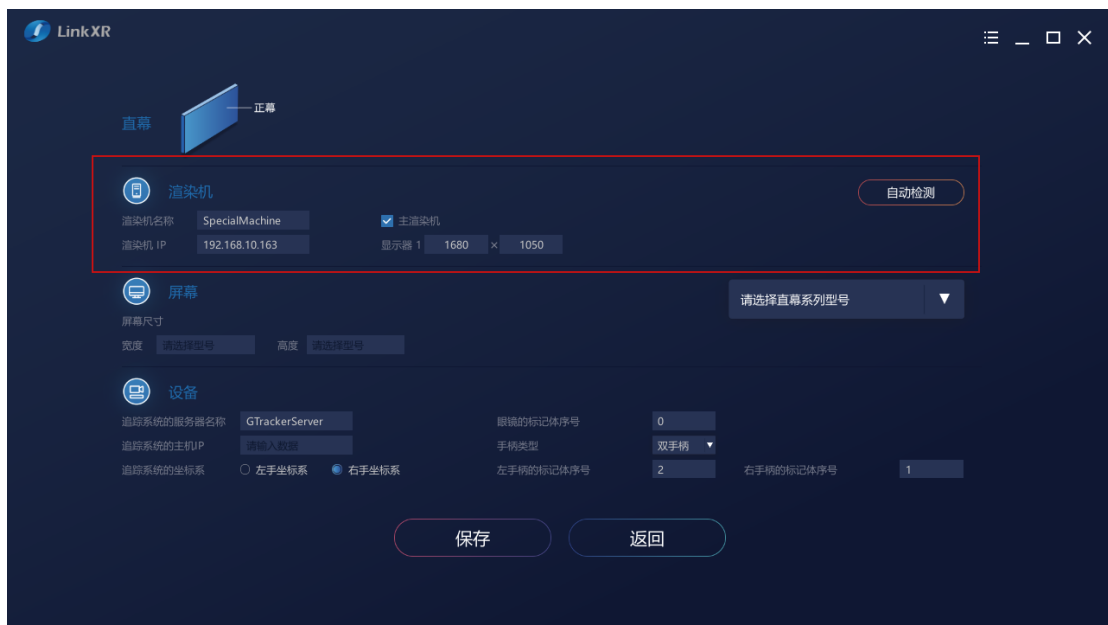 LinkXR
直幕
正幕
渲染机
自动检测
渲染机名称 SpecialMachine 主渲染机
渲染机 IP 192.168.10.163 显示器 1 1680 × 1050
屏幕
请选择直幕系列型号
屏幕尺寸
宽度 请选择型号 高度 请选择型号
设备
追踪系统的服务器名称 GTrackerServer 眼镜的标记体序号 0
追踪系统的主机IP 请输入数据 手柄类型 双手柄
追踪系统的坐标系 左手坐标系 右手坐标系 左手柄的标记体序号 2 右手柄的标记体序号 1
保存 返回